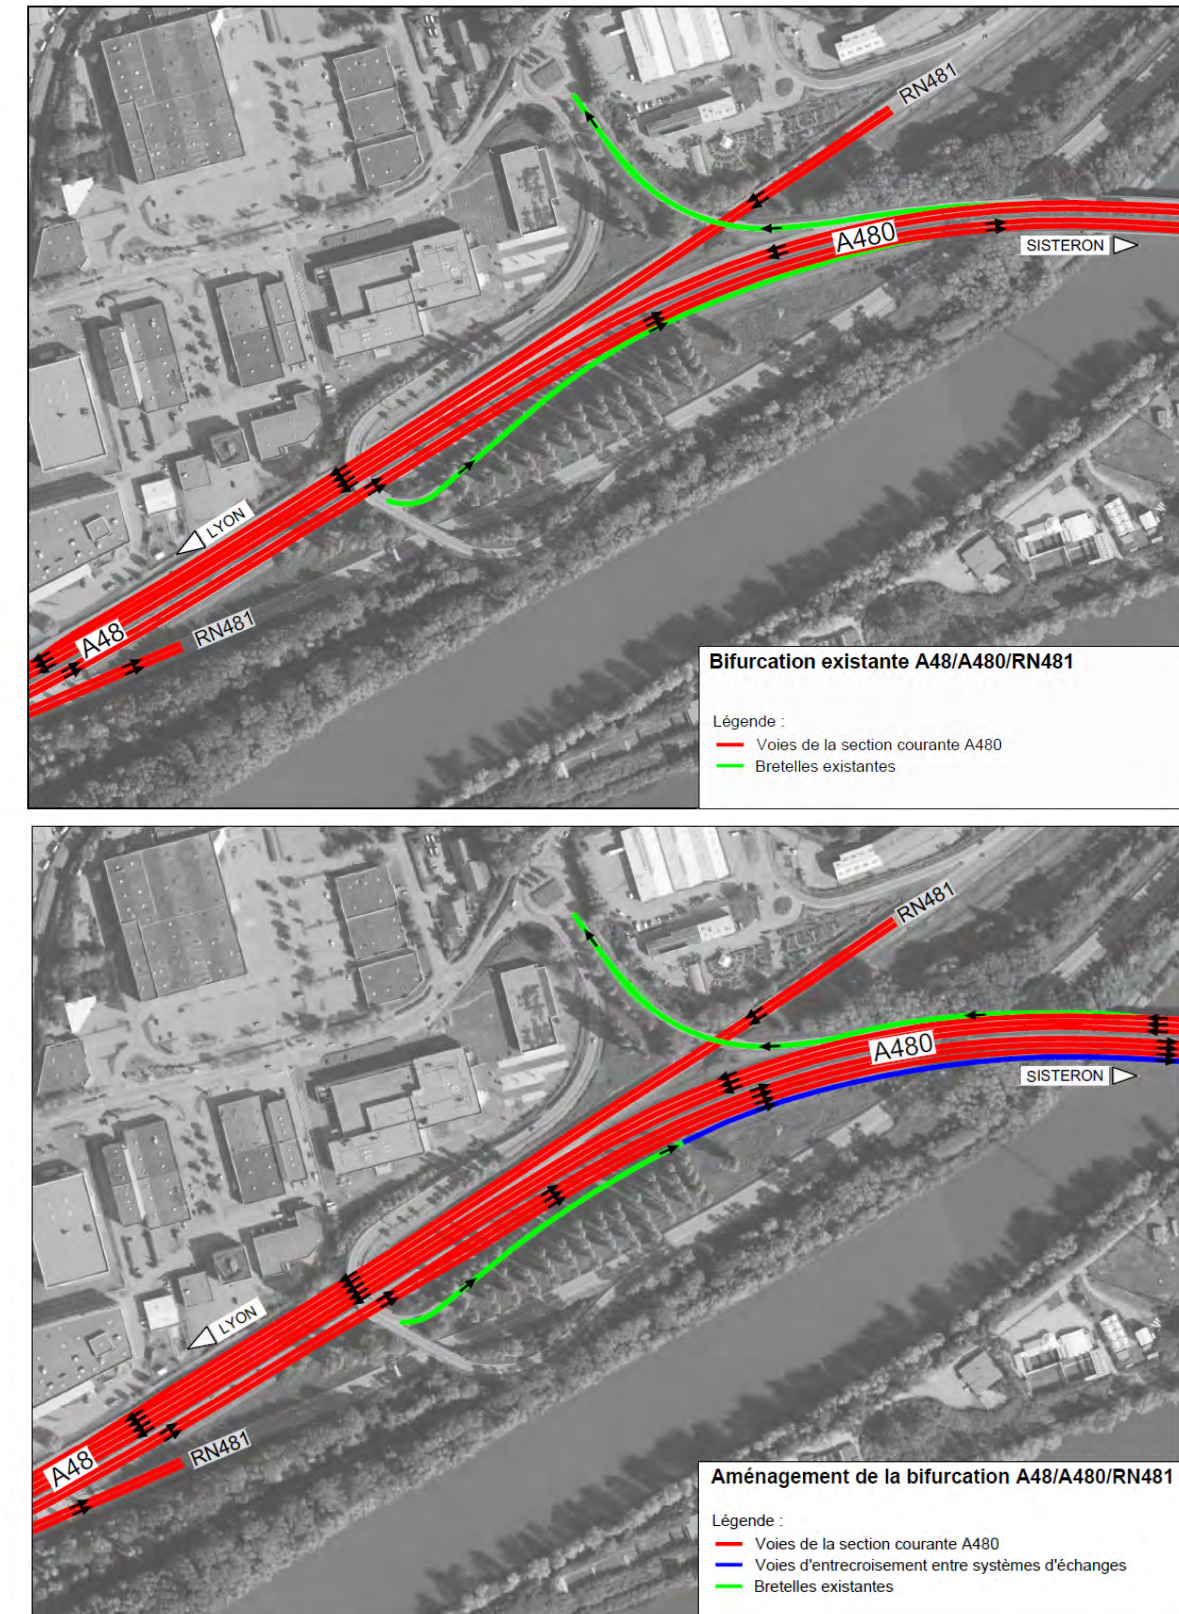 RN481
A480
SISTERON
LYON
A48
RN481
Bifurcation existante A48/A480/RN481
Légende :
Voies de la section courante A480
Bretelles existantes
RN481
A480
SISTERON
LYON
A48
RN481
Aménagement de la bifurcation A48/A480/RN481
Légende :
Voies de la section courante A480
Voies d'entrecroisement entre systèmes d'échanges
Bretelles existantes